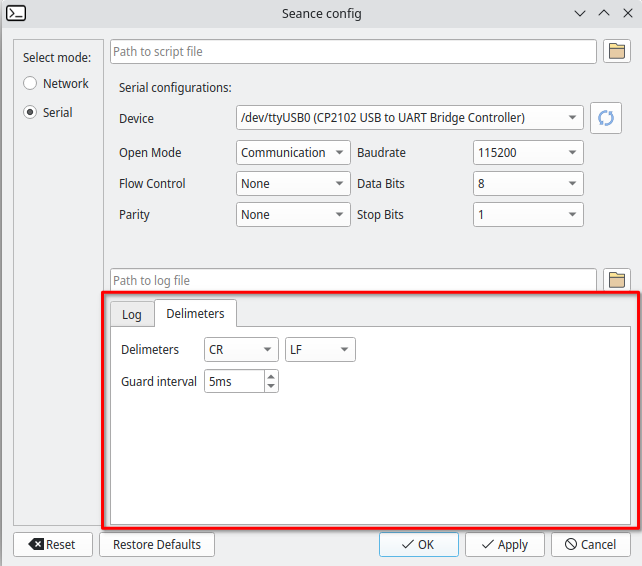 Seance config
Select mode:
Network
Serial
Path to script file
Serial configurations:
Device /dev/ttyUSB0 (CP2102 USB to UART Bridge Controller)
Open Mode Communication Baudrate 115200
Flow Control None Data Bits 8
Parity None Stop Bits 1
Path to log file
Log Delimeters
Delimeters CR LF
Guard interval 5ms
Reset Restore Defaults OK Apply Cancel